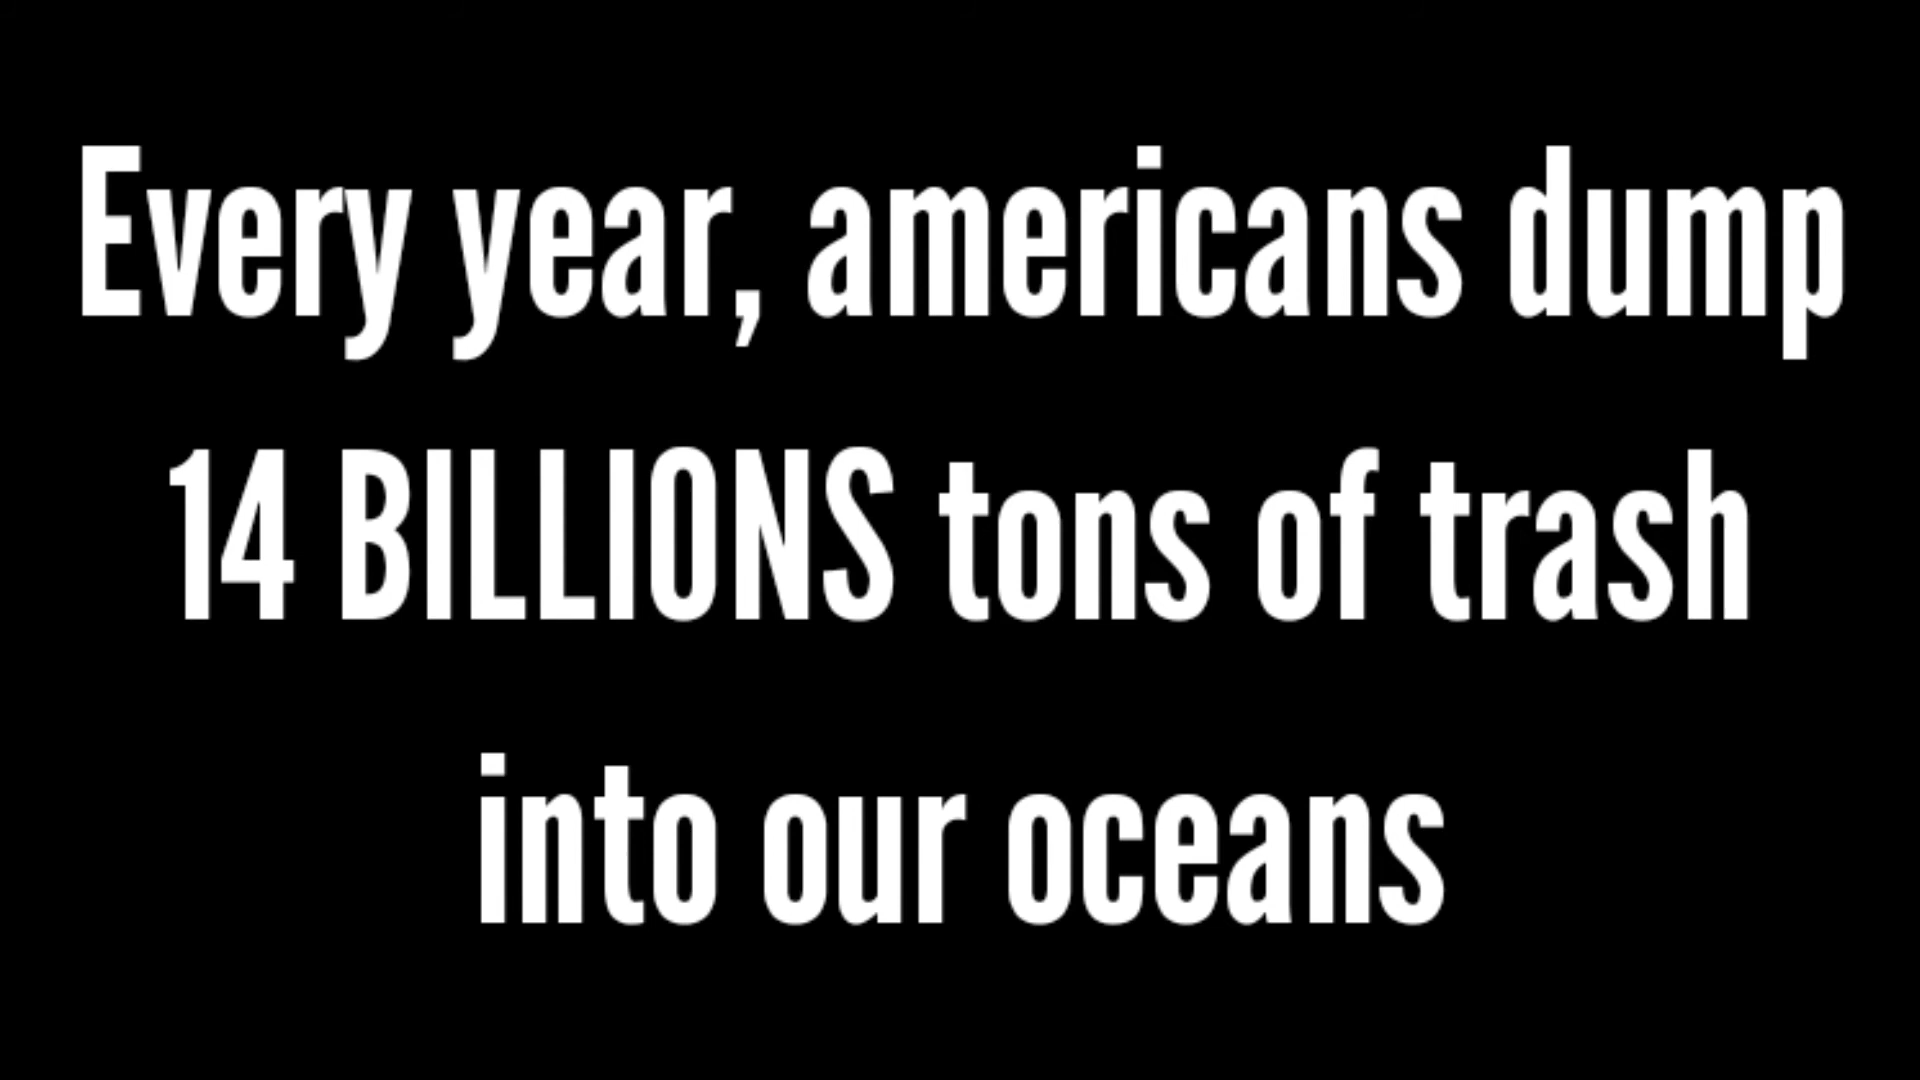 Every year, americans dump
14 BILLIONS tons of trash
into our oceans